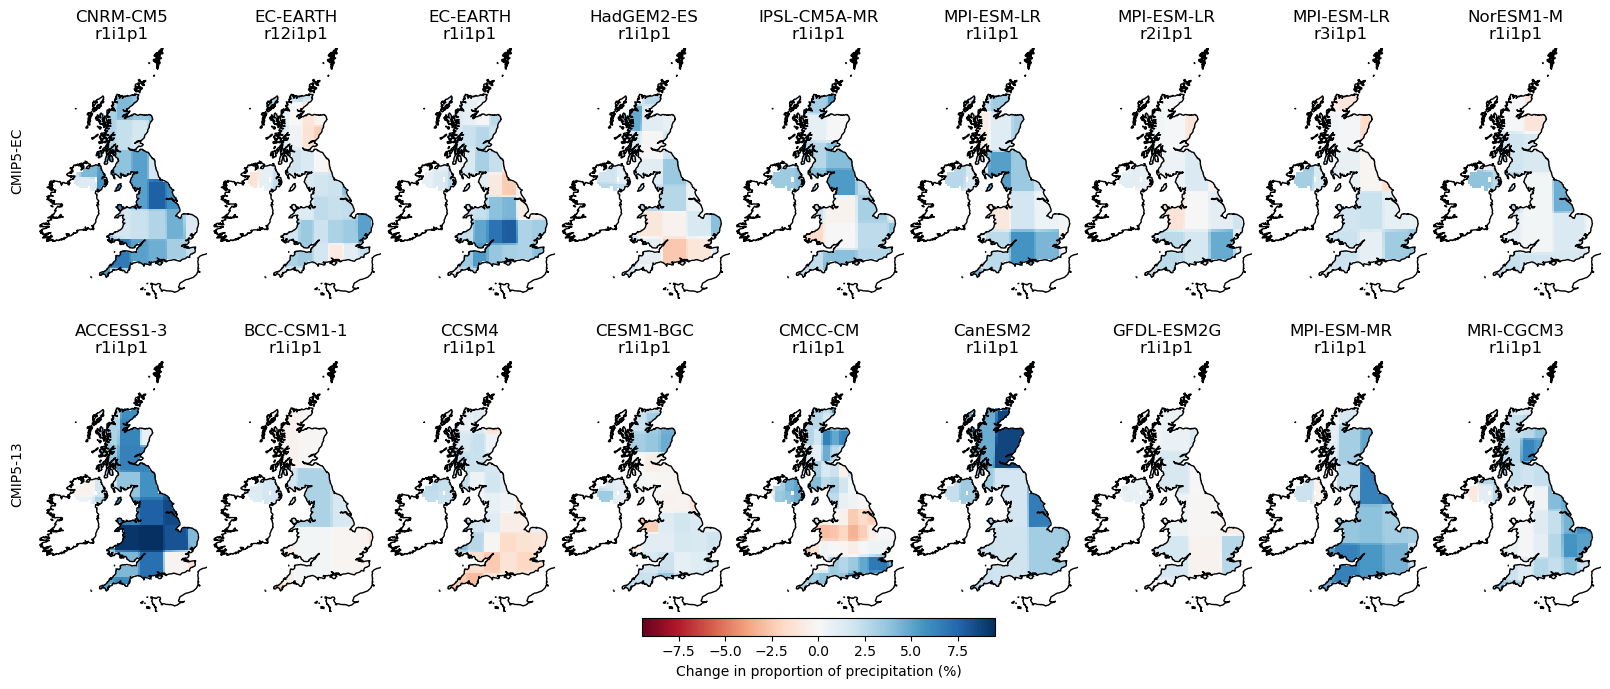 CNRM-CM5
r1i1p1
EC-EARTH
r12i1p1
EC-EARTH
r1i1p1
HadGEM2-ES
r1i1p1
IPSL-CM5A-MR
r1i1p1
MPI-ESM-LR
r1i1p1
MPI-ESM-LR
r2i1p1
MPI-ESM-LR
r3i1p1
NorESM1-M
r1i1p1
CMIP5-EC
ACCESS1-3
r1i1p1
BCC-CSM1-1
r1i1p1
CCSM4
r1i1p1
CESM1-BGC
r1i1p1
CMCC-CM
r1i1p1
CanESM2
r1i1p1
GFDL-ESM2G
r1i1p1
MPI-ESM-MR
r1i1p1
MRI-CGCM3
r1i1p1
CMIP5-13
−7.5 −5.0 −2.5 0.0 2.5 5.0 7.5
Change in proportion of precipitation (%)